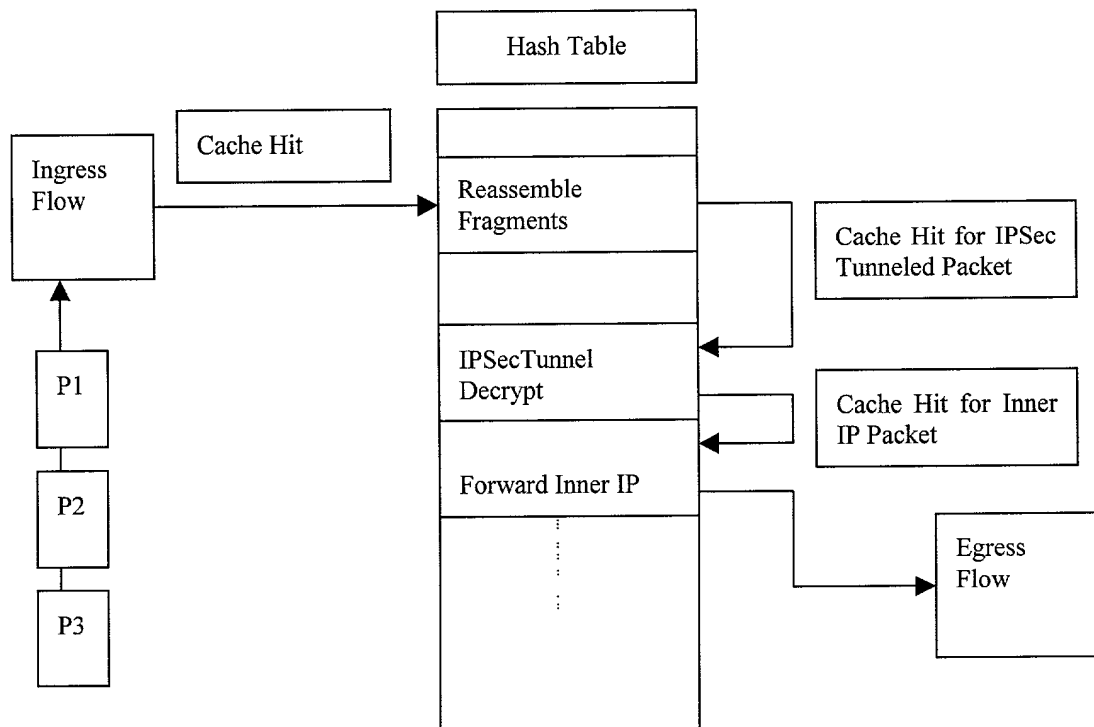 Hash Table
Cache Hit
Ingress
Flow
Reassemble
Fragments
Cache Hit for IPSec
Tunneled Packet
IPSecTunnel
Decrypt
Cache Hit for Inner
IP Packet
Forward Inner IP
P1
P2
P3
Egress
Flow